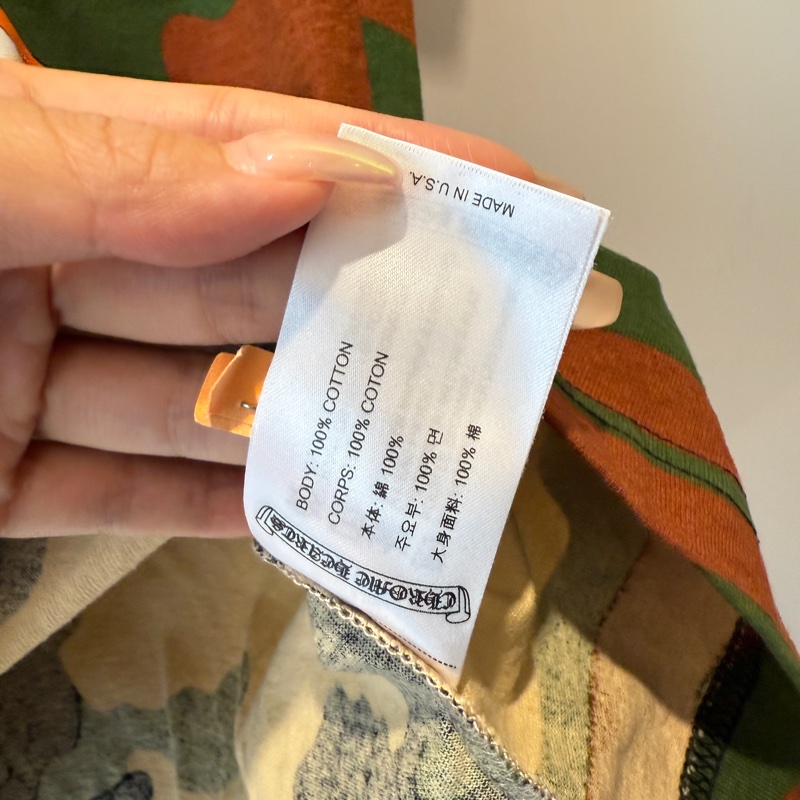 MADE IN U.S.A.
BODY: 100% COTTON
CORPS: 100% COTON
本体: 綿 100%
주요부: 100% 면
大身面料: 100% 棉
CHROME HEARTS